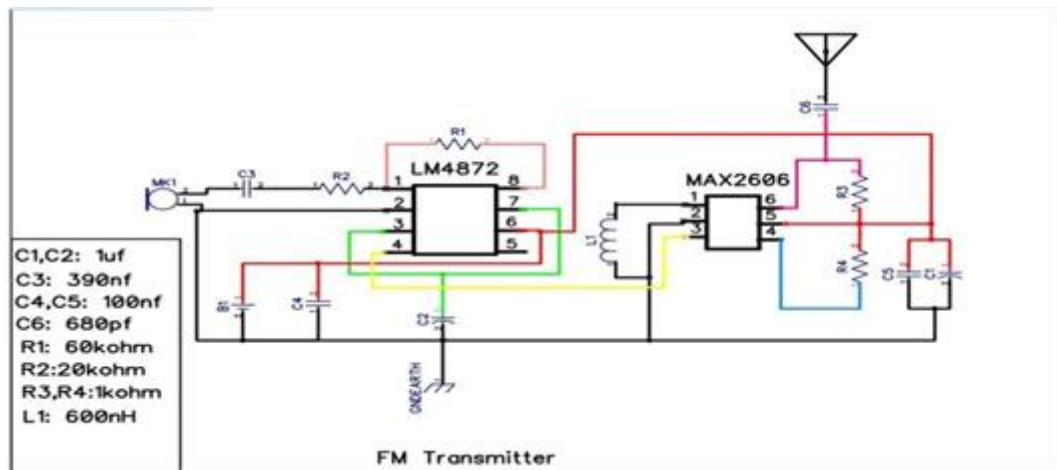 R1
LM4872
C6
MK1
C3
R2
1
8
2
7
3
6
4
5
MAX2606
1
6
2
5
3
4
R3
R4
L1
C5
C1
B1
C4
C2
GNDEARTH
C1,C2: 1uf
C3: 390nf
C4,C5: 100nf
C6: 680pf
R1: 60kohm
R2:20kohm
R3,R4:1kohm
L1: 600nH
FM Transmitter